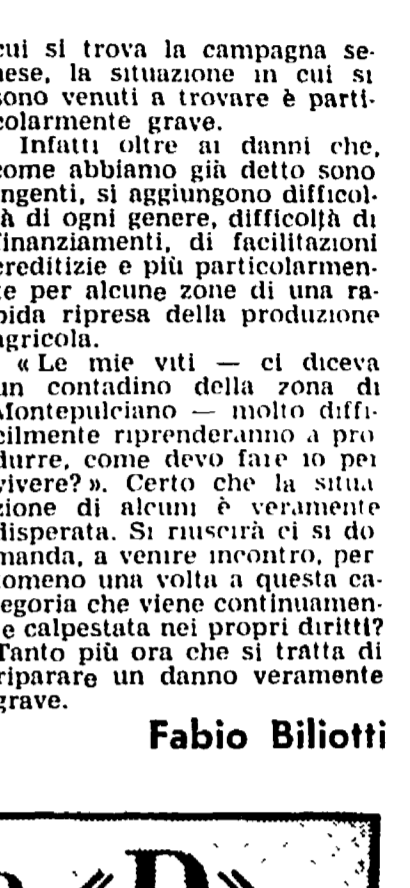 cui si trova la campagna se-
nese, la situazione in cui si
sono venuti a trovare è parti-
colarmente grave.
Infatti oltre ai danni che,
come abbiamo già detto sono
ingenti, si aggiungono difficol-
tà di ogni genere, difficoltà di
finanziamenti, di facilitazioni
creditizie e più particolarmen-
te per alcune zone di una ra-
pida ripresa della produzione
agricola.
« Le mie viti — ci diceva
un contadino della zona di
Montepulciano — molto diffi-
cilmente riprenderanno a pro
durre, come devo fare io per
vivere? ». Certo che la situa
zione di alcuni è veramente
disperata. Si riuscirà ci si do
manda, a venire incontro, per
lomeno una volta a questa ca-
tegoria che viene continuamen-
te calpestata nei propri diritti?
Tanto più ora che si tratta di
riparare un danno veramente
grave.
Fabio Biliotti